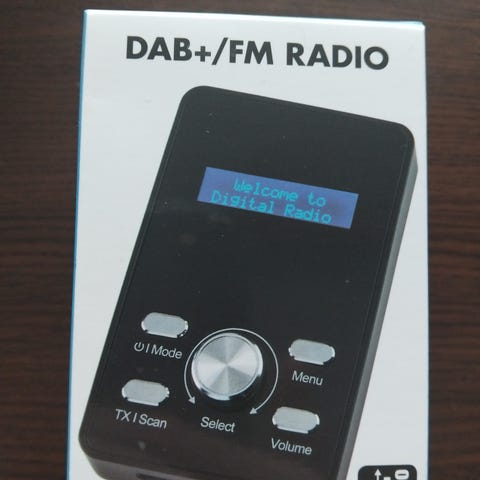 DAB+/FM RADIO
Welcome to
Digital Radio
⏻ | Mode
Menu
TX | Scan
Select
Volume